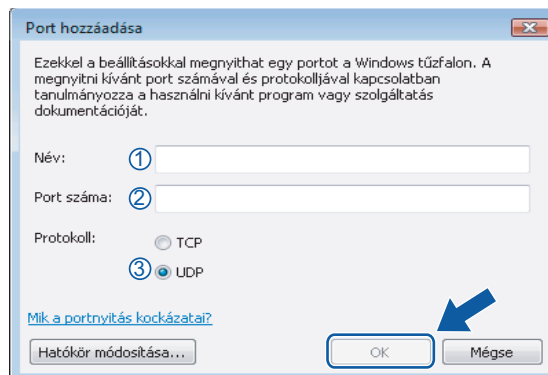 Port hozzáadása
Ezekkel a beállításokkal megnyithat egy portot a Windows tűzfalon. A
megnyitni kívánt port számával és protokolljával kapcsolatban
tanulmányozza a használni kívánt program vagy szolgáltatás
dokumentációját.
Név: 1
Port száma: 2
Protokoll: TCP
3 UDP
Mik a portnyitás kockázatai?
Hatókör módosítása... OK Mégse